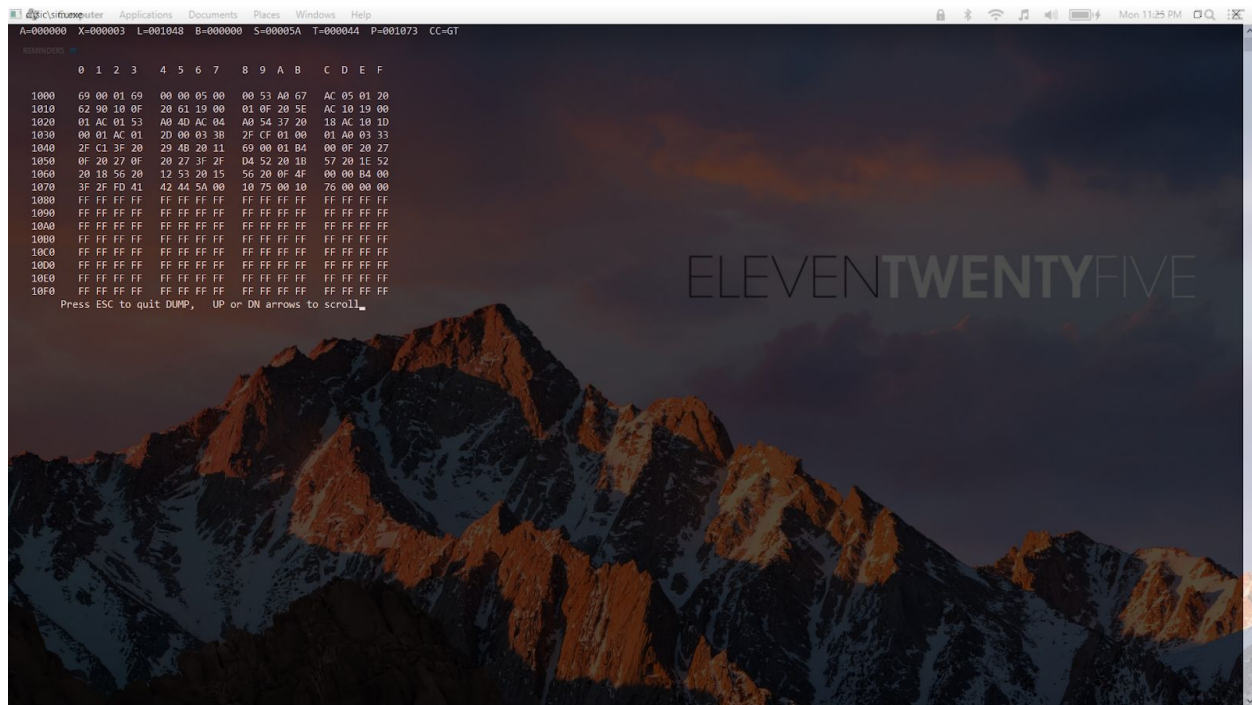 Applications Documents Places Windows Help Mon 11:25 PM
A=000000 X=000003 L=001048 B=000000 S=00005A T=000044 P=001073 CC=GT
REMINDERS
0 1 2 3 4 5 6 7 8 9 A B C D E F
1000 69 00 01 69 00 00 05 00 00 53 A0 67 AC 05 01 20
1010 62 90 10 0F 20 61 19 00 01 0F 20 5E AC 10 19 00
1020 01 AC 01 53 A0 4D AC 04 A0 54 37 20 18 AC 10 1D
1030 00 01 AC 01 2D 00 03 3B 2F CF 01 00 01 A0 03 33
1040 2F C1 3F 20 29 4B 20 11 69 00 01 B4 00 0F 20 27
1050 0F 20 27 0F 20 27 3F 2F D4 52 20 1B 57 20 1E 52
1060 20 18 56 20 12 53 20 15 56 20 0F 4F 00 00 B4 00
1070 3F 2F FD 41 42 44 5A 00 10 75 00 10 76 00 00 00
1080 FF FF FF FF FF FF FF FF FF FF FF FF FF FF FF FF
1090 FF FF FF FF FF FF FF FF FF FF FF FF FF FF FF FF
10A0 FF FF FF FF FF FF FF FF FF FF FF FF FF FF FF FF
10B0 FF FF FF FF FF FF FF FF FF FF FF FF FF FF FF FF
10C0 FF FF FF FF FF FF FF FF FF FF FF FF FF FF FF FF
10D0 FF FF FF FF FF FF FF FF FF FF FF FF FF FF FF FF
10E0 FF FF FF FF FF FF FF FF FF FF FF FF FF FF FF FF
10F0 FF FF FF FF FF FF FF FF FF FF FF FF FF FF FF FF
Press ESC to quit DUMP, UP or DN arrows to scroll
ELEVENTWENTYFIVE